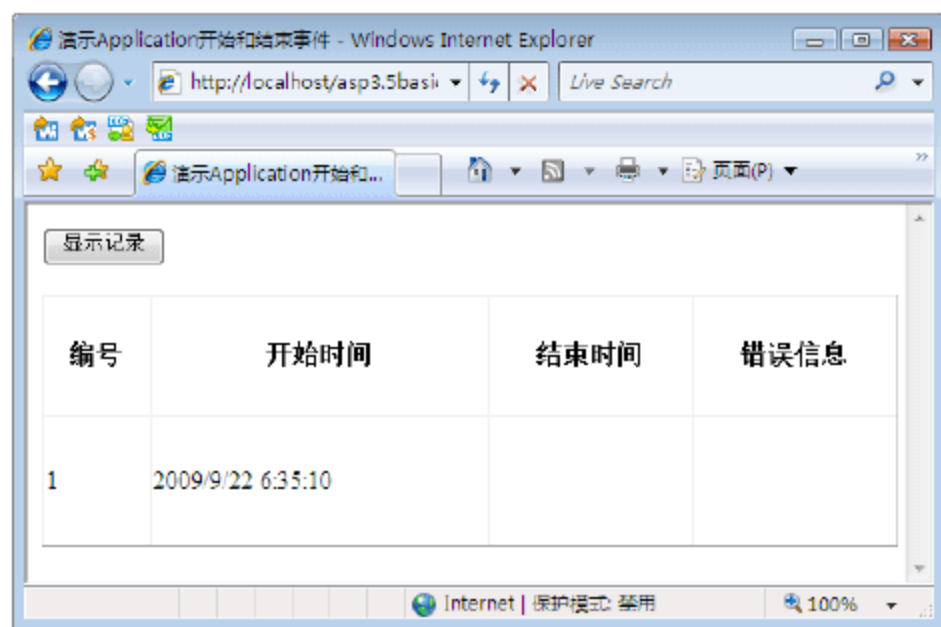 演示Application开始和结束事件 - Windows Internet Explorer
http://localhost/asp3.5basi
Live Search
演示Application开始和...
页面(P)
显示记录
编号 开始时间 结束时间 错误信息
1 2009/9/22 6:35:10
Internet | 保护模式: 禁用 100%